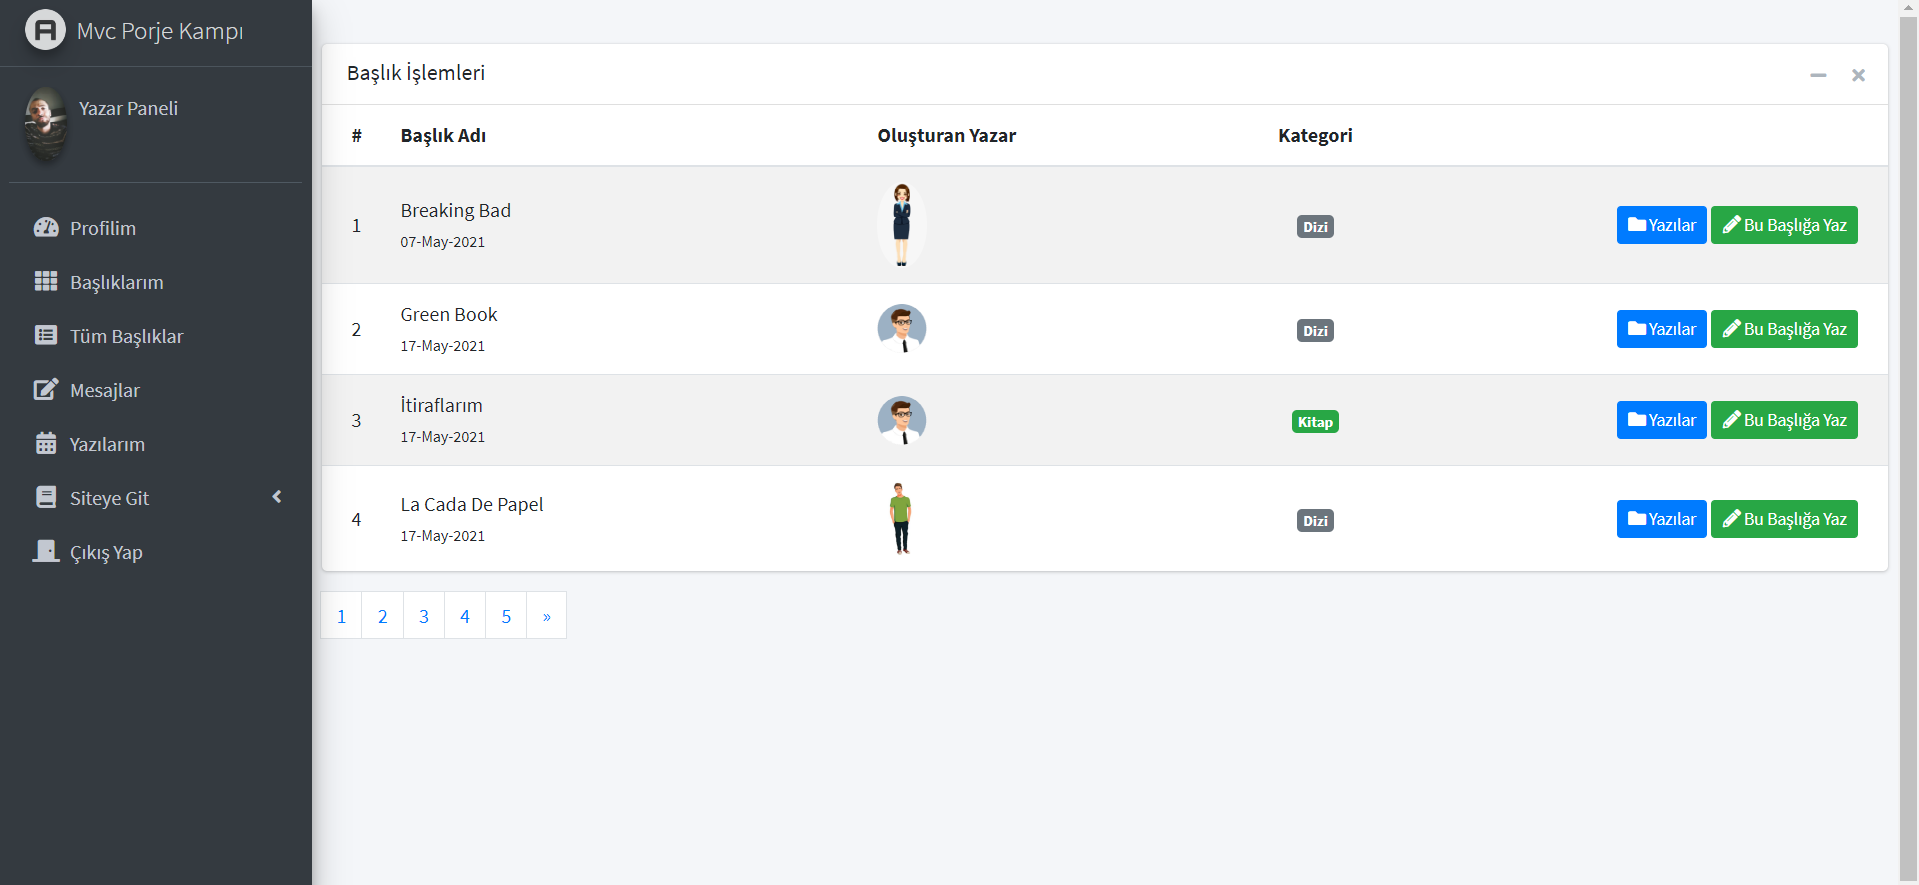 Mvc Porje Kampı
Yazar Paneli
Profilim
Başlıklarım
Tüm Başlıklar
Mesajlar
Yazılarım
Siteye Git
Çıkış Yap
Başlık İşlemleri
# Başlık Adı Oluşturan Yazar Kategori
1 Breaking Bad Dizi Yazılar Bu Başlığa Yaz
07-May-2021
2 Green Book Dizi Yazılar Bu Başlığa Yaz
17-May-2021
3 İtiraflarım Kitap Yazılar Bu Başlığa Yaz
17-May-2021
4 La Cada De Papel Dizi Yazılar Bu Başlığa Yaz
17-May-2021
1 2 3 4 5 »